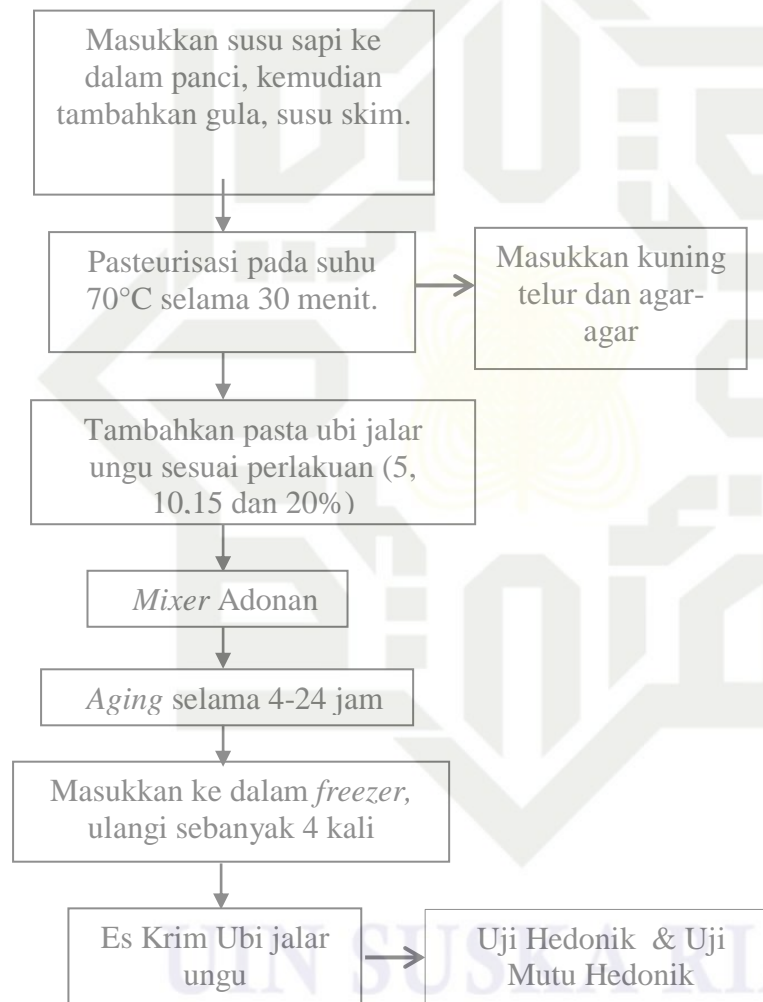 Masukkan susu sapi ke
dalam panci, kemudian
tambahkan gula, susu skim.
Pasteurisasi pada suhu
70°C selama 30 menit.
Masukkan kuning
telur dan agar-
agar
Tambahkan pasta ubi jalar
ungu sesuai perlakuan (5,
10,15 dan 20%)
Mixer Adonan
Aging selama 4-24 jam
Masukkan ke dalam freezer,
ulangi sebanyak 4 kali
Es Krim Ubi jalar
ungu
Uji Hedonik & Uji
Mutu Hedonik
UIN SUSKA RIA